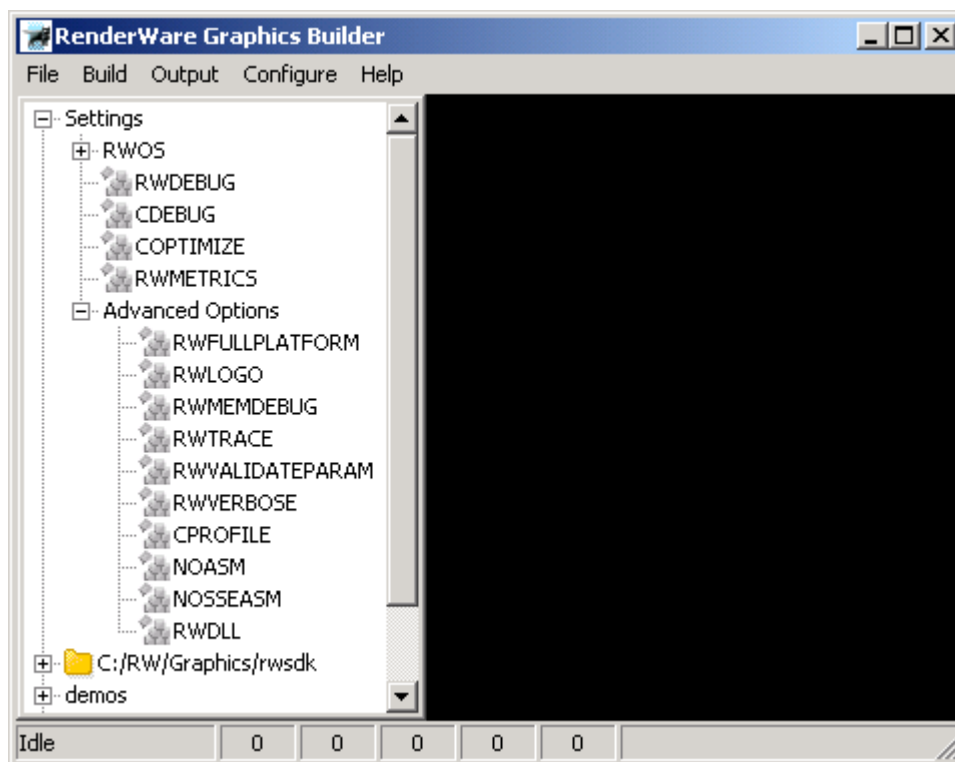 RenderWare Graphics Builder
File Build Output Configure Help
Settings
RWOS
RWDEBUG
CDEBUG
COPTIMIZE
RWMETRICS
Advanced Options
RWFULLPLATFORM
RWLOGO
RWMEMDEBUG
RWTRACE
RWVALIDATEPARAM
RWVERBOSE
CPROFILE
NOASM
NOSSEASM
RWDLL
C:/RW/Graphics/rwsdk
demos
Idle 0 0 0 0 0